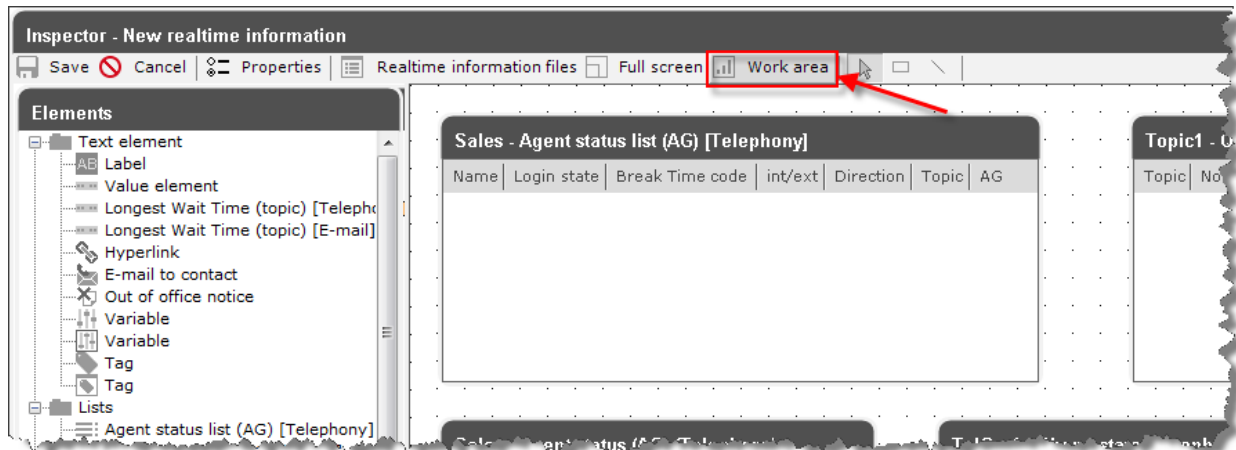 Inspector - New realtime information
Save Cancel Properties Realtime information files Full screen Work area
Elements
Text element
AB Label
Value element
Longest Wait Time (topic) [Telepho
Longest Wait Time (topic) [E-mail]
Hyperlink
E-mail to contact
Out of office notice
Variable
Variable
Tag
Tag
Lists
Agent status list (AG) [Telephony]
Sales - Agent status list (AG) [Telephony]
Name Login state Break Time code int/ext Direction Topic AG
Topic1 - O
Topic No